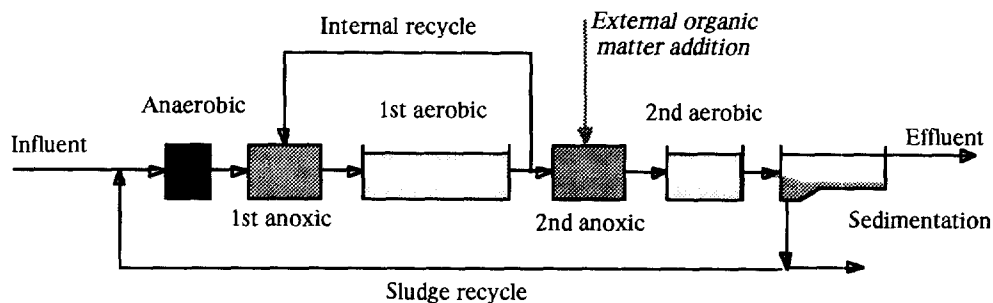 External organic
matter addition
Internal recycle
Anaerobic
1st aerobic
2nd aerobic
Influent
Effluent
1st anoxic
2nd anoxic
Sedimentation
Sludge recycle